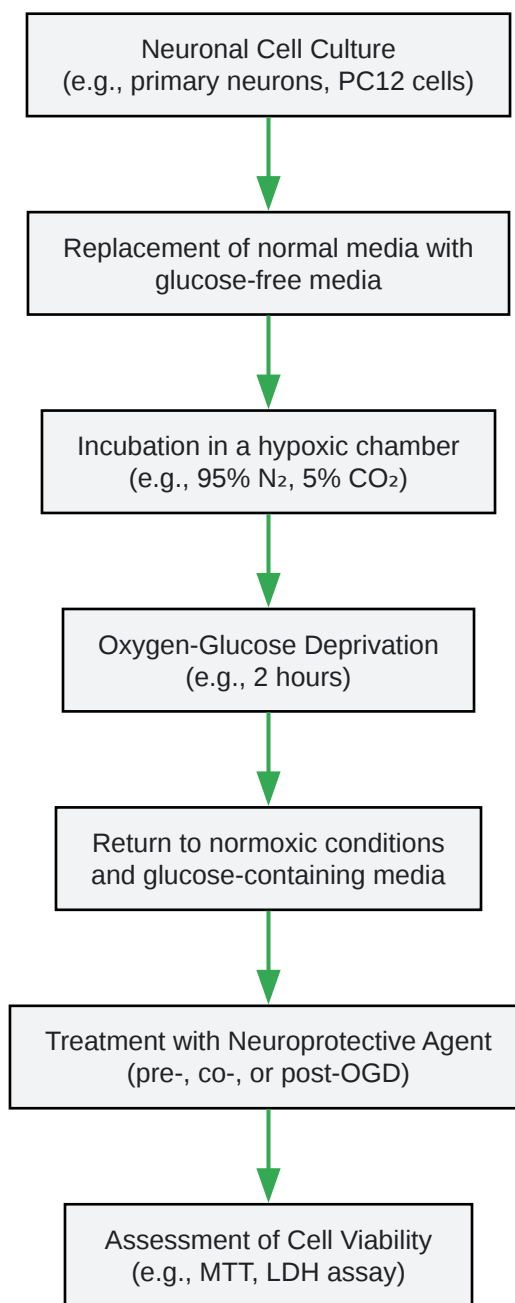 Neuronal Cell Culture
(e.g., primary neurons, PC12 cells)
Replacement of normal media with
glucose-free media
Incubation in a hypoxic chamber
(e.g., 95% N₂, 5% CO₂)
Oxygen-Glucose Deprivation
(e.g., 2 hours)
Return to normoxic conditions
and glucose-containing media
Treatment with Neuroprotective Agent
(pre-, co-, or post-OGD)
Assessment of Cell Viability
(e.g., MTT, LDH assay)